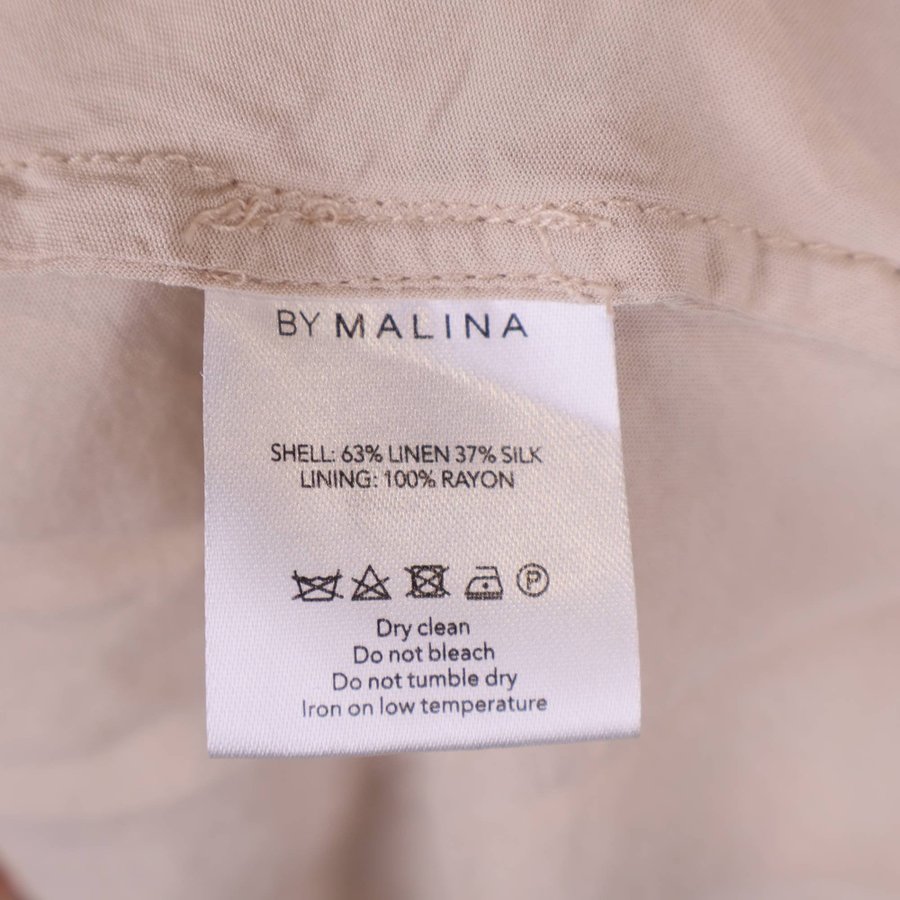 BY MALINA
SHELL: 63% LINEN 37% SILK
LINING: 100% RAYON
P
Dry clean
Do not bleach
Do not tumble dry
Iron on low temperature